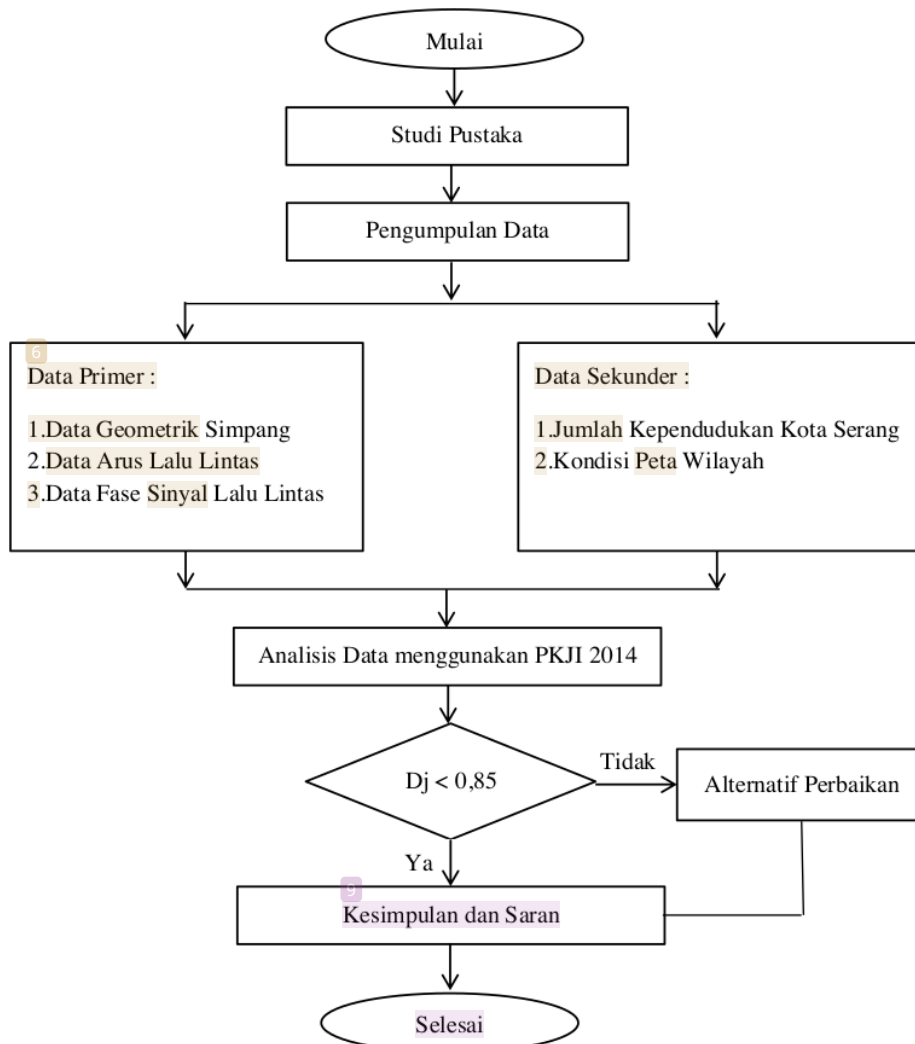 Mulai
Studi Pustaka
Pengumpulan Data
6
Data Primer :
1.Data Geometrik Simpang
2.Data Arus Lalu Lintas
3.Data Fase Sinyal Lalu Lintas
Data Sekunder :
1.Jumlah Kependudukan Kota Serang
2.Kondisi Peta Wilayah
Analisis Data menggunakan PKJI 2014
Dj < 0,85
Tidak
Alternatif Perbaikan
Ya
9
Kesimpulan dan Saran
Selesai